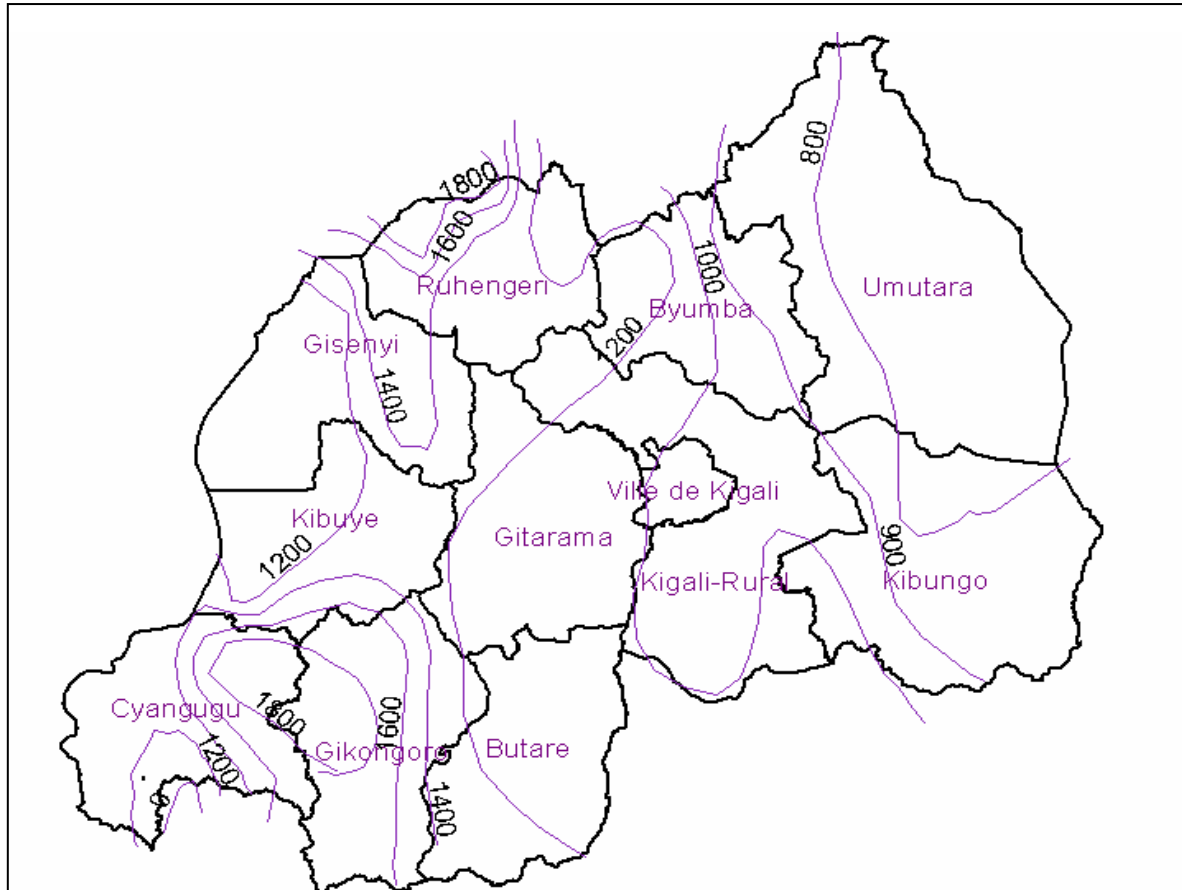 800
1800
1600
1000
Ruhengeri
Umutara
Byumba
1200
Gisenyi
1400
Ville de Kigali
Kibuye
Gitarama
900
1200
Kigali-Rural
Kibungo
Cyangugu
1800
1600
1200
Gikongoro
Butare
1400